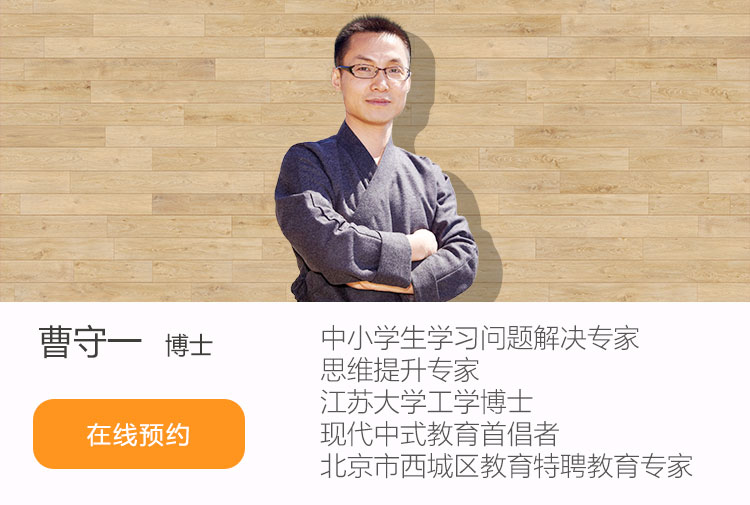 曹守一 博士
在线预约
中小学生学习问题解决专家
思维提升专家
江苏大学工学博士
现代中式教育首倡者
北京市西城区教育特聘教育专家